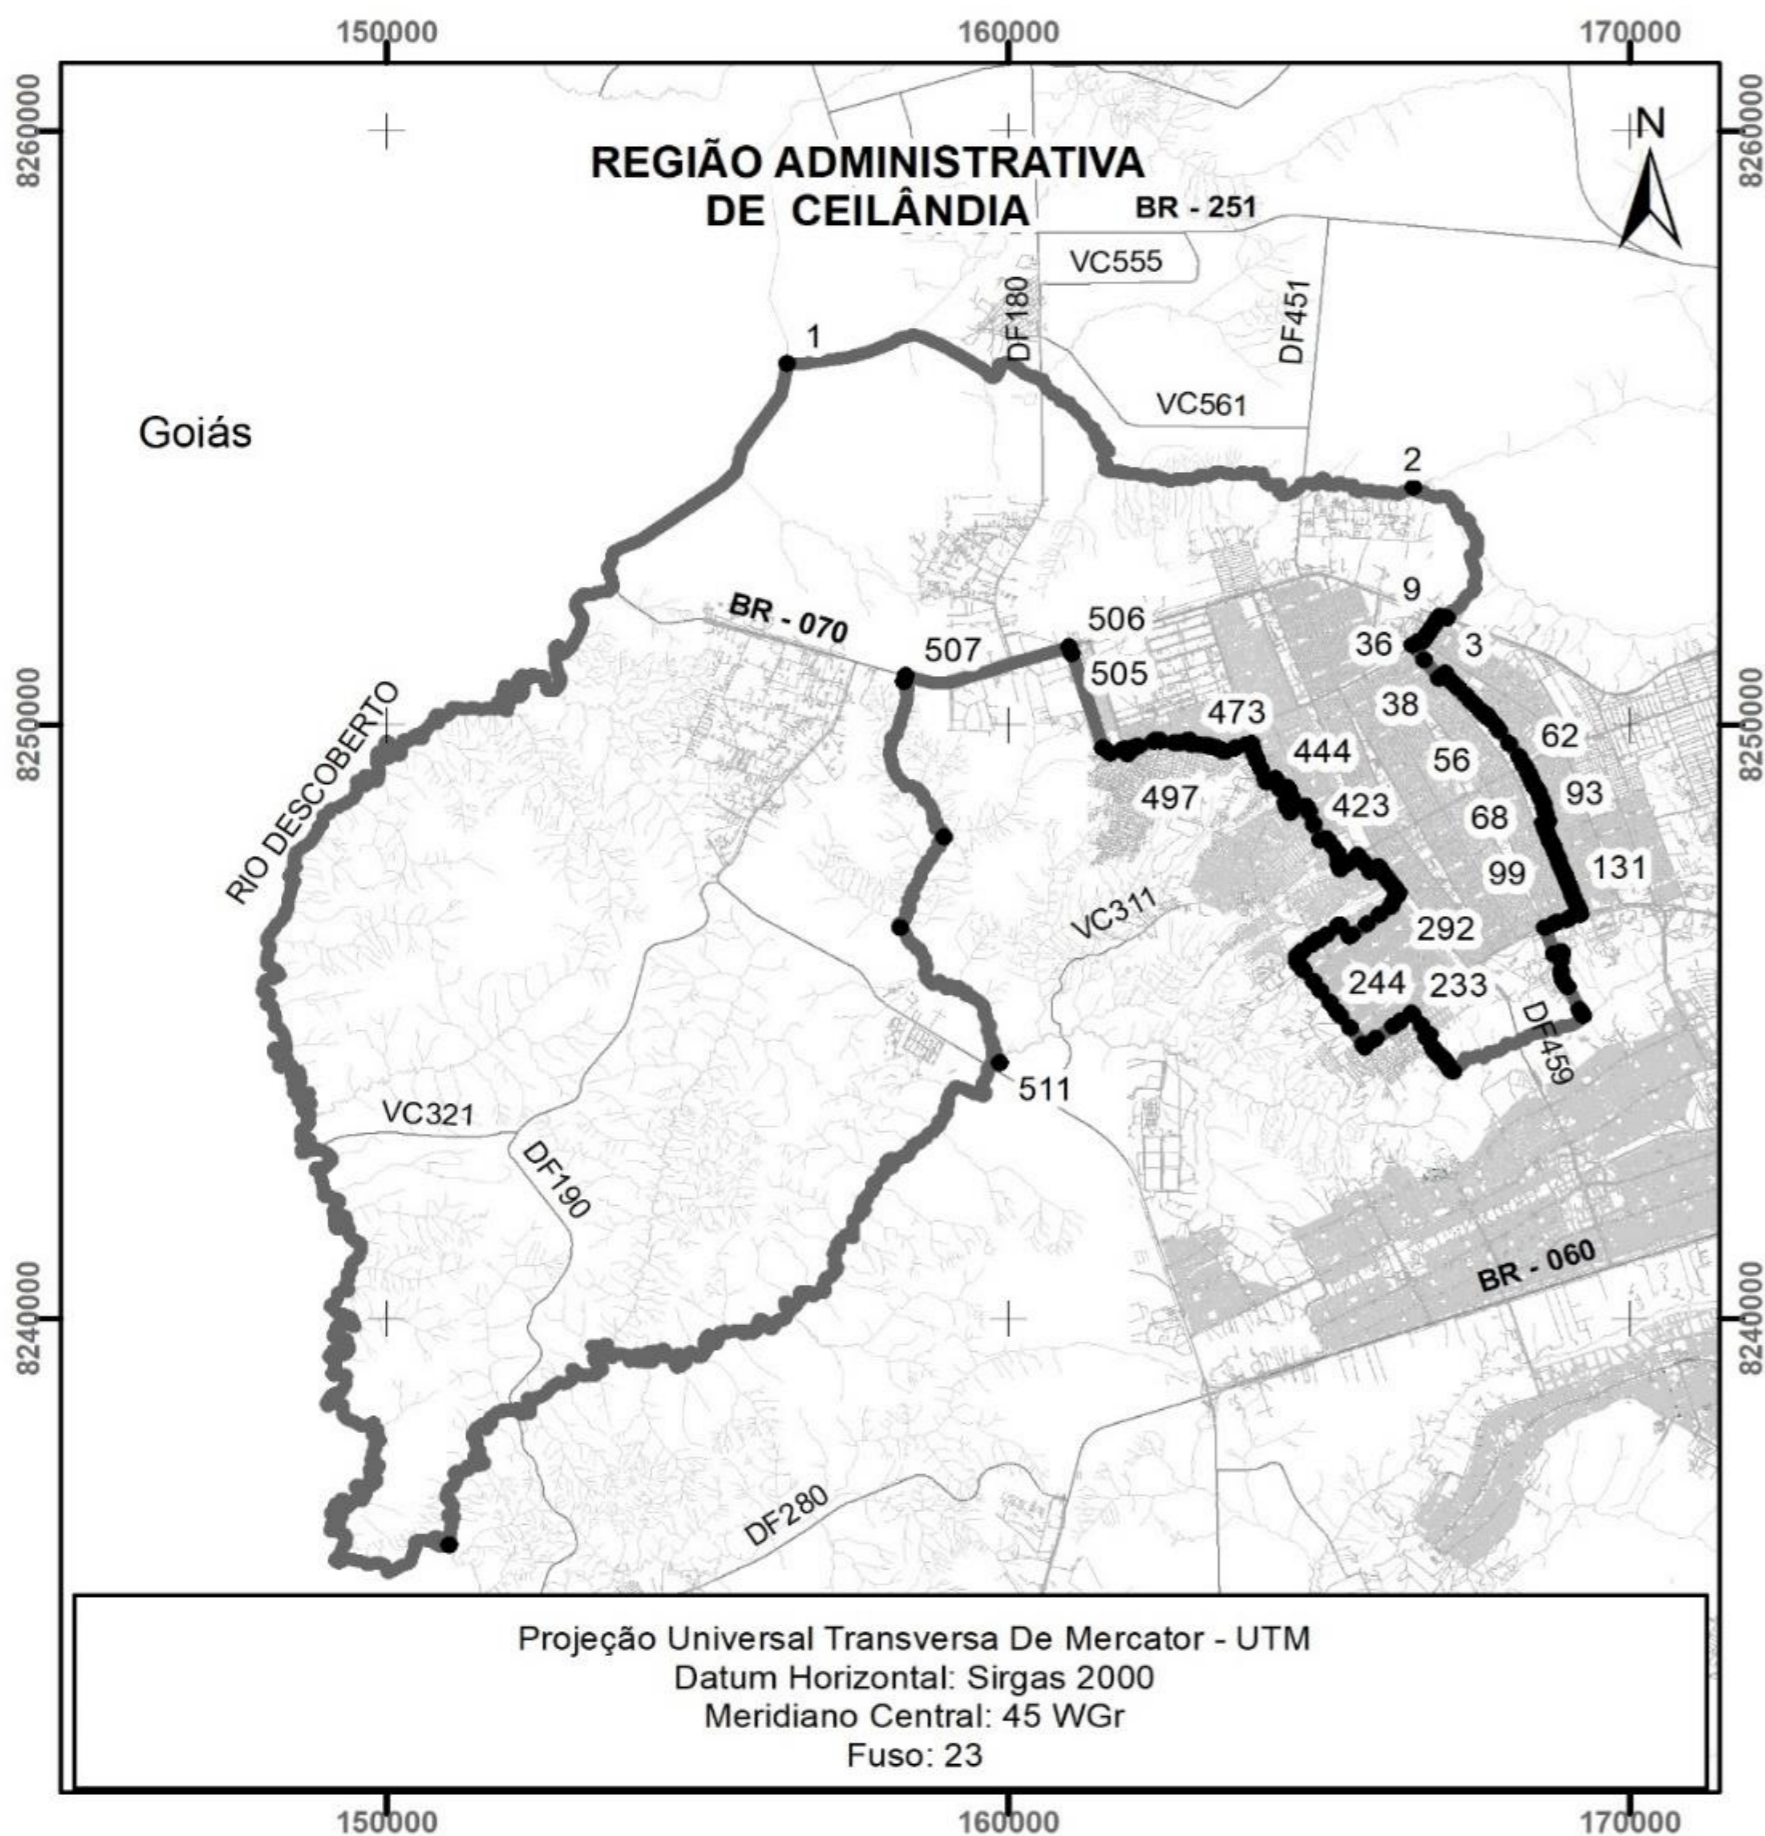 150000
160000
170000
8260000
8260000
N
REGIÃO ADMINISTRATIVA
DE CEILÂNDIA
BR - 251
VC555
DF180
DF451
1
VC561
Goiás
2
9
BR - 070
506
36
3
507
505
38
473
62
444
8250000
8250000
RIO DESCOBERTO
56
93
497
423
68
131
99
VC311
292
244
233
DF459
511
VC321
DF190
BR - 060
8240000
8240000
DF280
Projeção Universal Transversa De Mercator - UTM
Datum Horizontal: Sirgas 2000
Meridiano Central: 45 WGr
Fuso: 23
150000
160000
170000